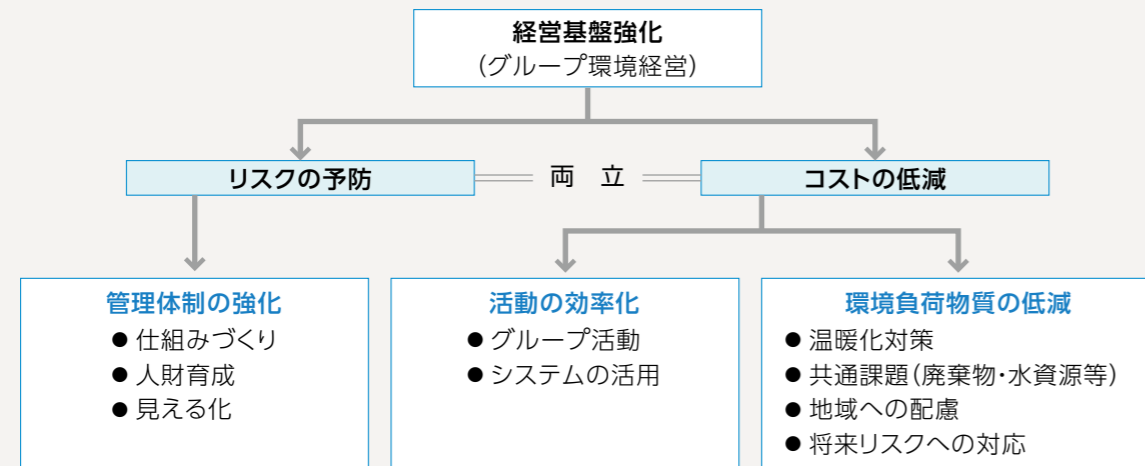 経営基盤強化
(グループ環境経営)
リスクの予防
両 立
コストの低減
管理体制の強化
● 仕組みづくり
● 人財育成
● 見える化
活動の効率化
● グループ活動
● システムの活用
環境負荷物質の低減
● 温暖化対策
● 共通課題(廃棄物・水資源等)
● 地域への配慮
● 将来リスクへの対応